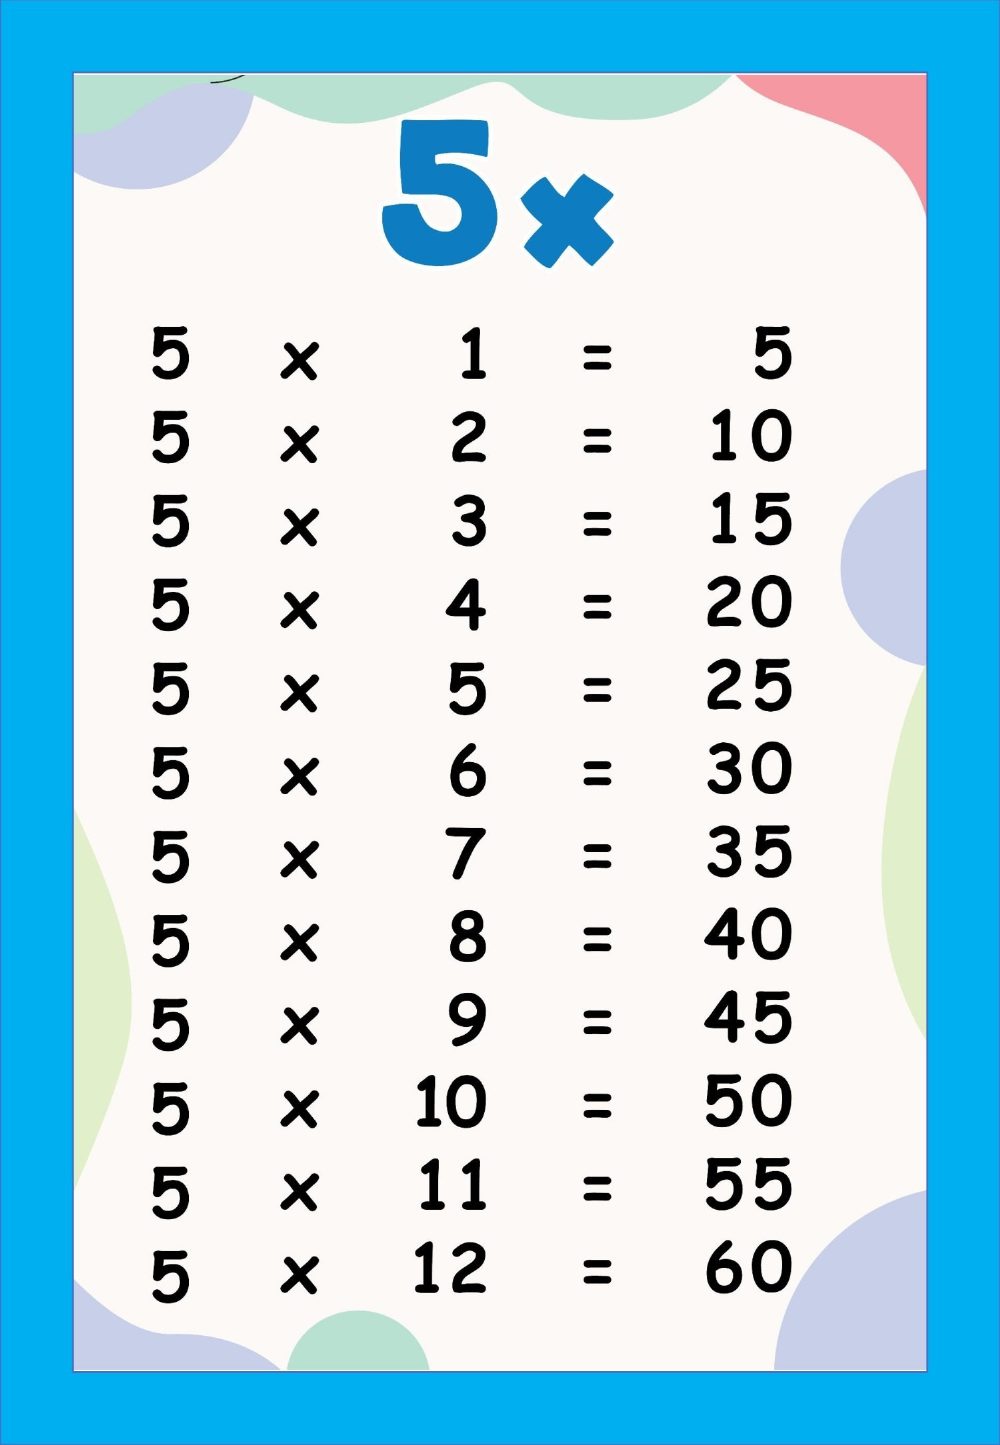 5×
5 × 1 = 5
5 × 2 = 10
5 × 3 = 15
5 × 4 = 20
5 × 5 = 25
5 × 6 = 30
5 × 7 = 35
5 × 8 = 40
5 × 9 = 45
5 × 10 = 50
5 × 11 = 55
5 × 12 = 60